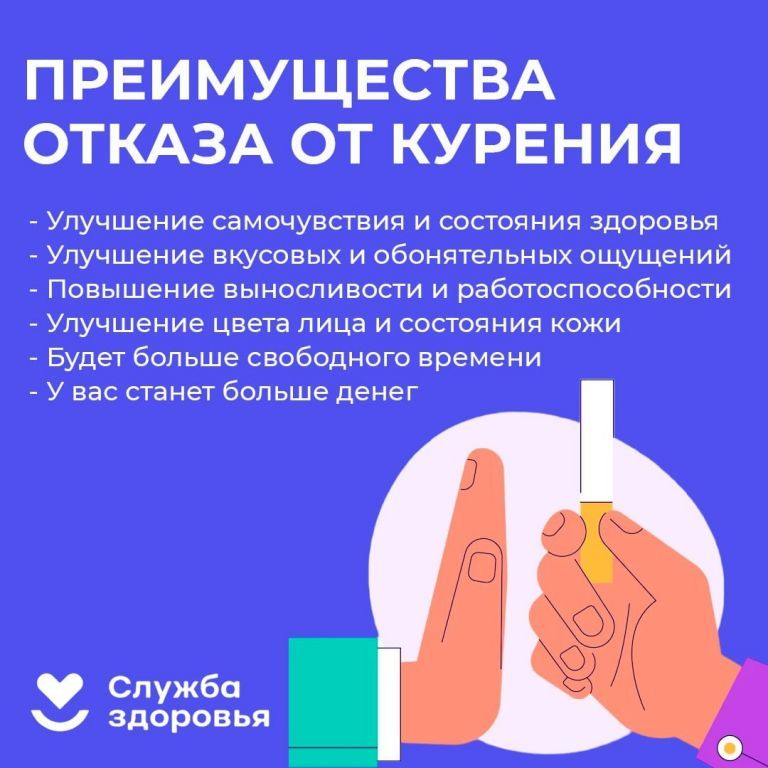 ПРЕИМУЩЕСТВА
ОТКАЗА ОТ КУРЕНИЯ
- Улучшение самочувствия и состояния здоровья
- Улучшение вкусовых и обонятельных ощущений
- Повышение выносливости и работоспособности
- Улучшение цвета лица и состояния кожи
- Будет больше свободного времени
- У вас станет больше денег
Служба
здоровья